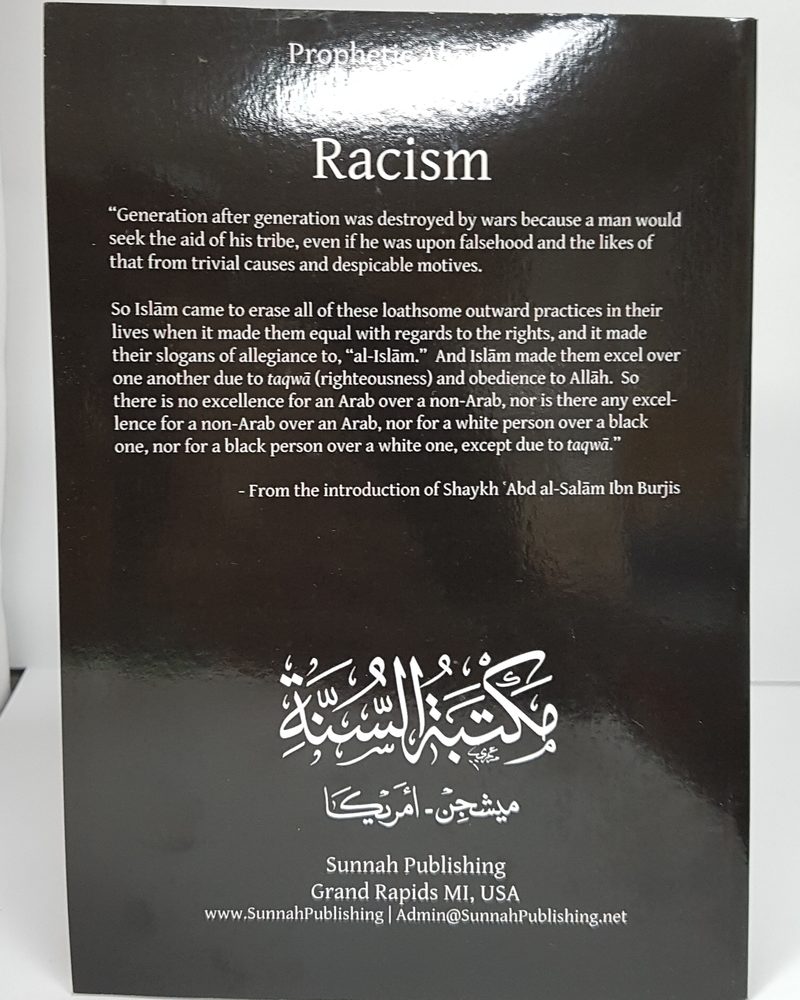 Prophetic
Racism
“Generation after generation was destroyed by wars because a man would
seek the aid of his tribe, even if he was upon falsehood and the likes of
that from trivial causes and despicable motives.
So Islām came to erase all of these loathsome outward practices in their
lives when it made them equal with regards to the rights, and it made
their slogans of allegiance to, “al-Islām.” And Islām made them excel over
one another due to taqwā (righteousness) and obedience to Allāh. So
there is no excellence for an Arab over a non-Arab, nor is there any excel-
lence for a non-Arab over an Arab, nor for a white person over a black
one, nor for a black person over a white one, except due to taqwā.”
- From the introduction of Shaykh ʿAbd al-Salām Ibn Burjis
مَكْتَبَةُ السُّنَّةِ
ميشجِن - أمَريْكَا
Sunnah Publishing
Grand Rapids MI, USA
www.SunnahPublishing | Admin@SunnahPublishing.net